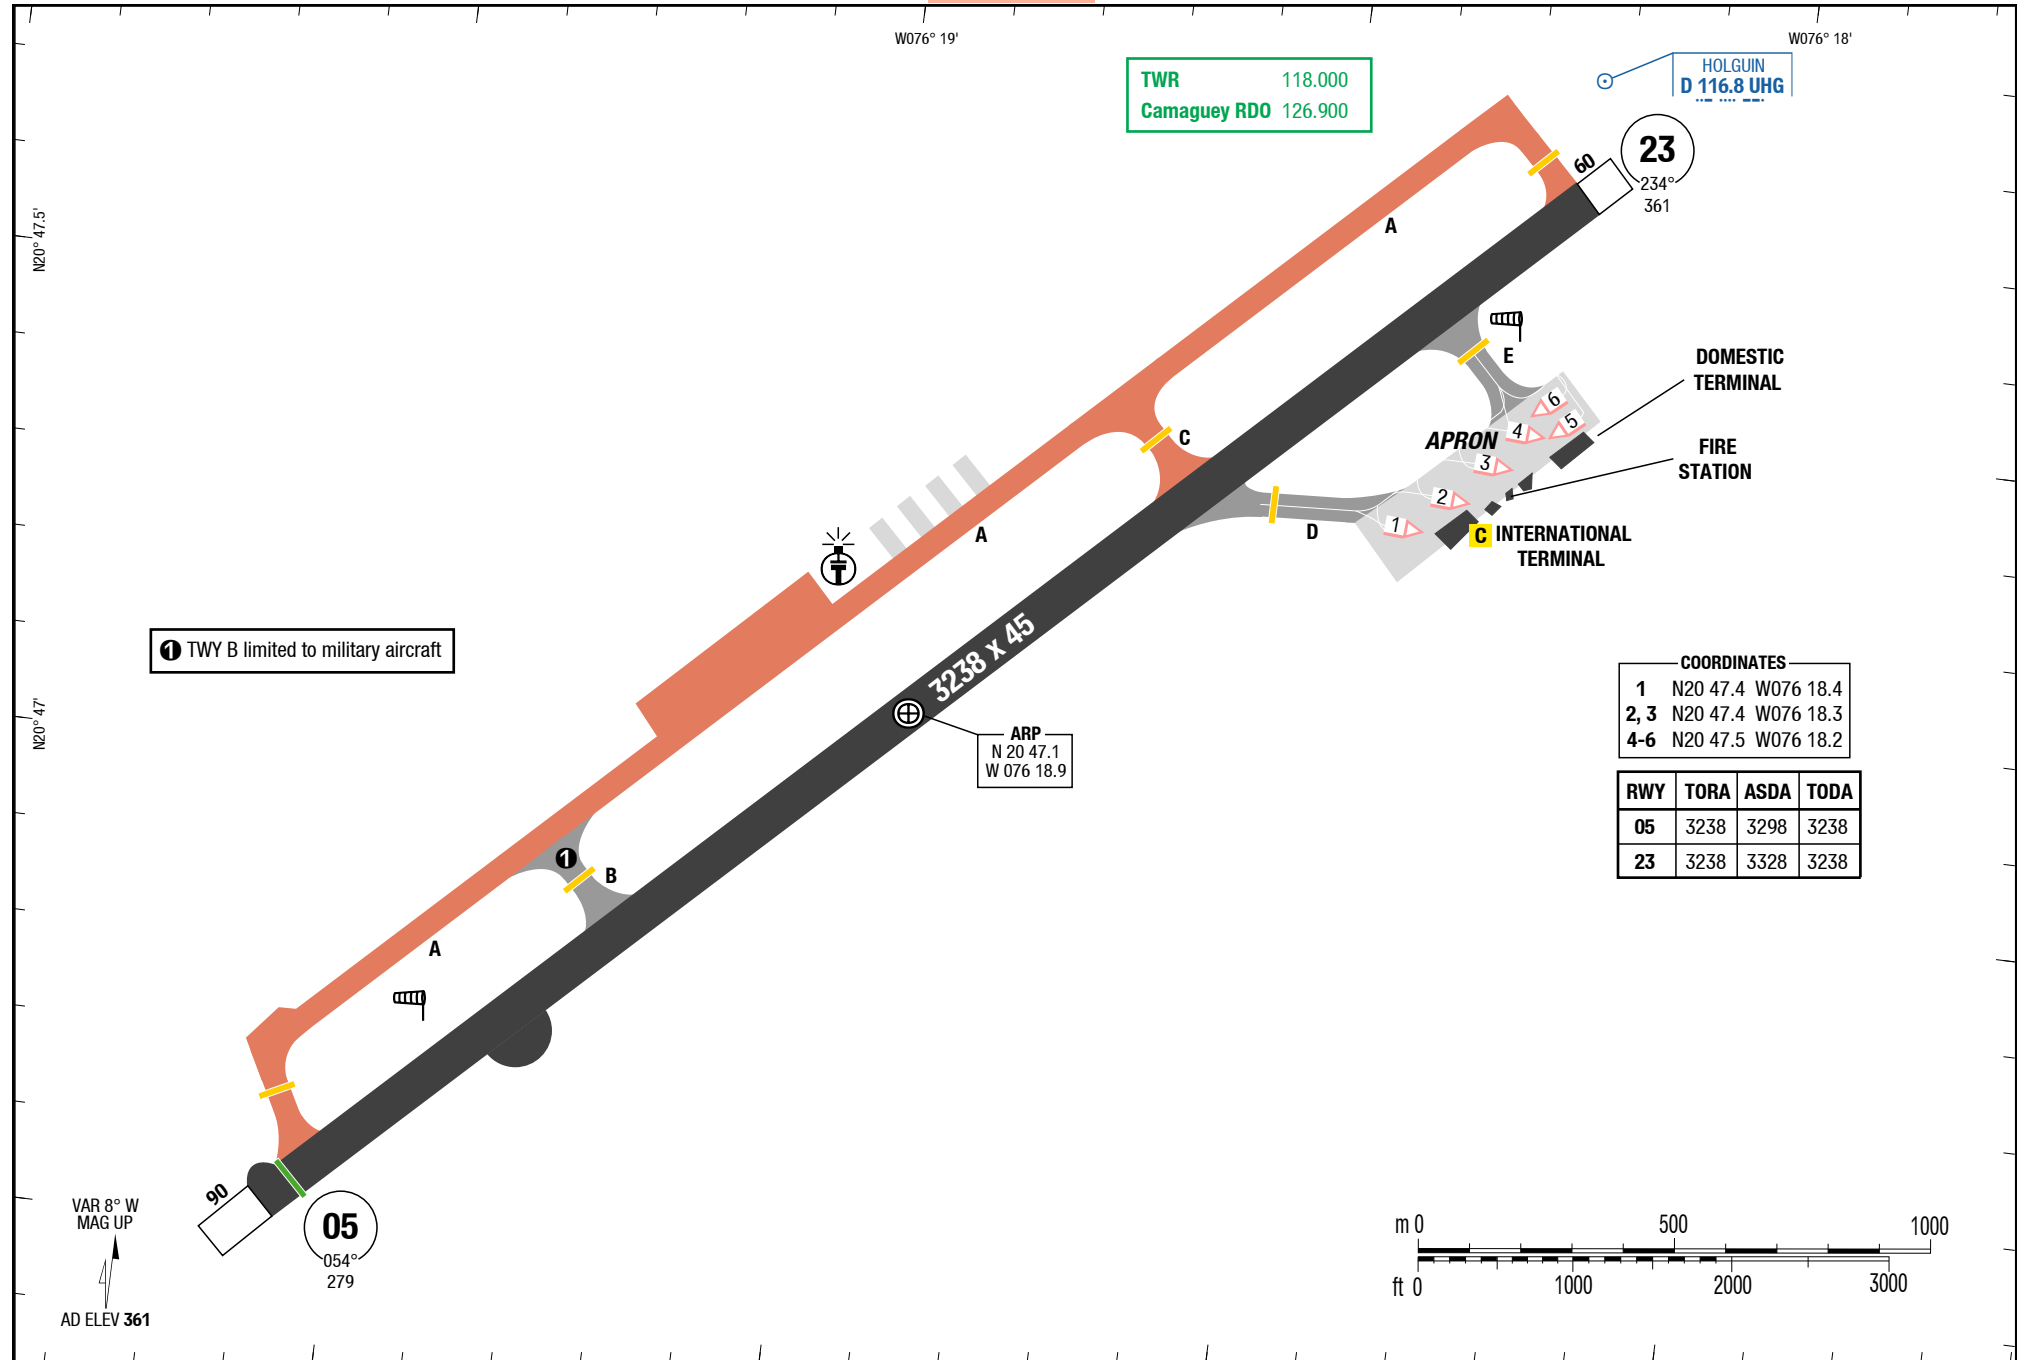 W076° 19'
W076° 18'
TWR 118.000
Camaguey RDO 126.900
HOLGUIN
D 116.8 UHG
60
23
234°
361
N20° 47.5'
A
E
DOMESTIC
TERMINAL
6
5
4
APRON
3
FIRE
STATION
C
2
1
A
D
C INTERNATIONAL
TERMINAL
3238 x 45
1 TWY B limited to military aircraft
N20° 47'
ARP
N 20 47.1
W 076 18.9
COORDINATES
1 N20 47.4 W076 18.4
2, 3 N20 47.4 W076 18.3
4-6 N20 47.5 W076 18.2
RWY TORA ASDA TODA
05 3238 3298 3238
23 3238 3328 3238
1
B
A
90
05
054°
279
VAR 8° W
MAG UP
AD ELEV 361
m 0 500 1000
ft 0 1000 2000 3000